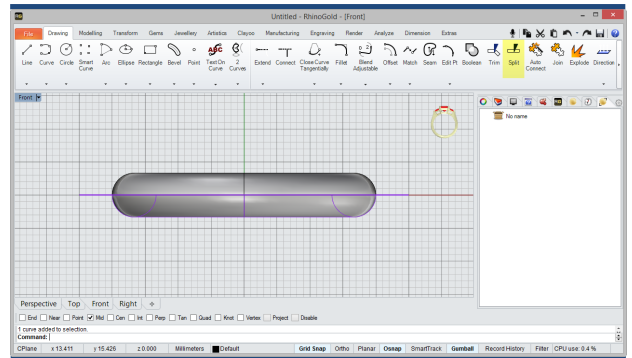 Untitled - RhinoGold - [Front]
File Drawing Modelling Transform Gems Jewellery Artistics Clayoo Manufacturing Engraving Render Analyze Dimension Extras
Line Curve Circle Smart Curve Arc Ellipse Rectangle Bevel Point Text On Curve 2 Curves Extend Connect Close Curve Tangentially Fillet Blend Adjustable Offset Match Seam Edit Pt Boolean Trim Split Auto Connect Join Explode Direction
Front
No name
Perspective Top Front Right
End Near Point Mid Cen Int Perp Tan Quad Knot Vertex Project Disable
1 curve added to selection.
Command:
CPlane x 13.411 y 15.426 z 0.000 Millimeters Default Grid Snap Ortho Planar Osnap SmartTrack Gumball Record History Filter CPU use: 0.4 %